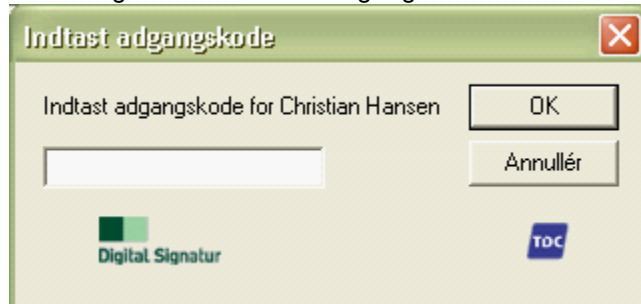 Indtast adgangskode
Indtast adgangskode for Christian Hansen
OK
Annullér
Digital Signatur
TDC